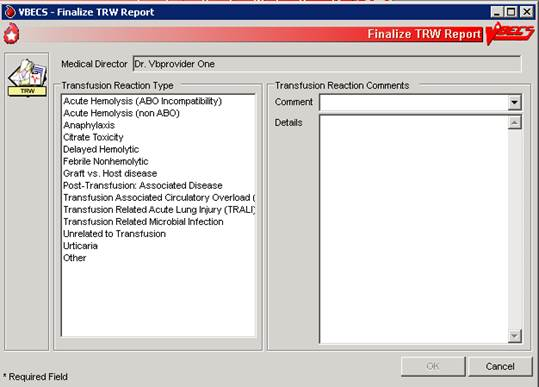 VBECS - Finalize TRW Report
Finalize TRW Report VBECS
TRW
Medical Director Dr. Vbprovider One
Transfusion Reaction Type
Acute Hemolysis (ABO Incompatibility)
Acute Hemolysis (non ABO)
Anaphylaxis
Citrate Toxicity
Delayed Hemolytic
Febrile Nonhemolytic
Graft vs. Host disease
Post-Transfusion: Associated Disease
Transfusion Associated Circulatory Overload (
Transfusion Related Acute Lung Injury (TRALI)
Transfusion Related Microbial Infection
Unrelated to Transfusion
Urticaria
Other
Transfusion Reaction Comments
Comment
Details
* Required Field
OK Cancel